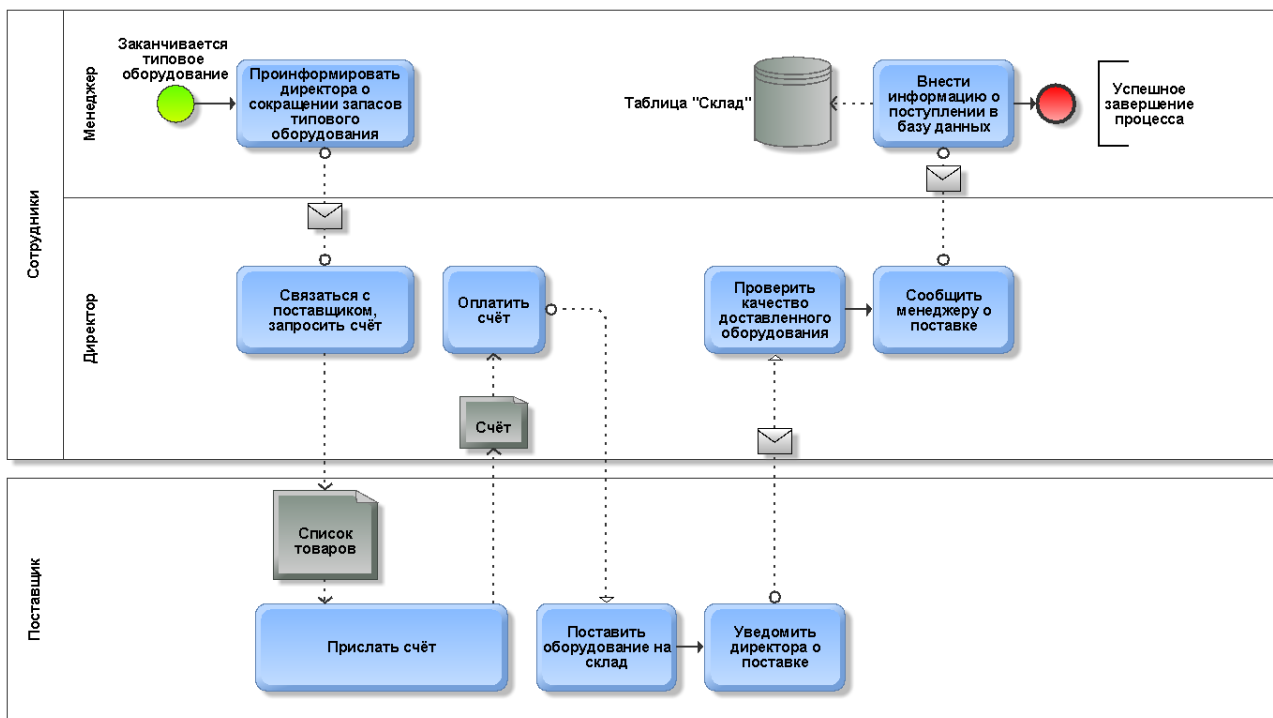 Сотрудники
Менеджер
Заканчивается
типовое
оборудование
Проинформировать
директора о
сокращении запасов
типового
оборудования
Таблица "Склад"
Внести
информацию о
поступлении в
базу данных
Успешное
завершение
процесса
Директор
Связаться с
поставщиком,
запросить счёт
Оплатить
счёт
Проверить
качество
доставленного
оборудования
Сообщить
менеджеру о
поставке
Счёт
Поставщик
Список
товаров
Прислать счёт
Поставить
оборудование на
склад
Уведомить
директора о
поставке